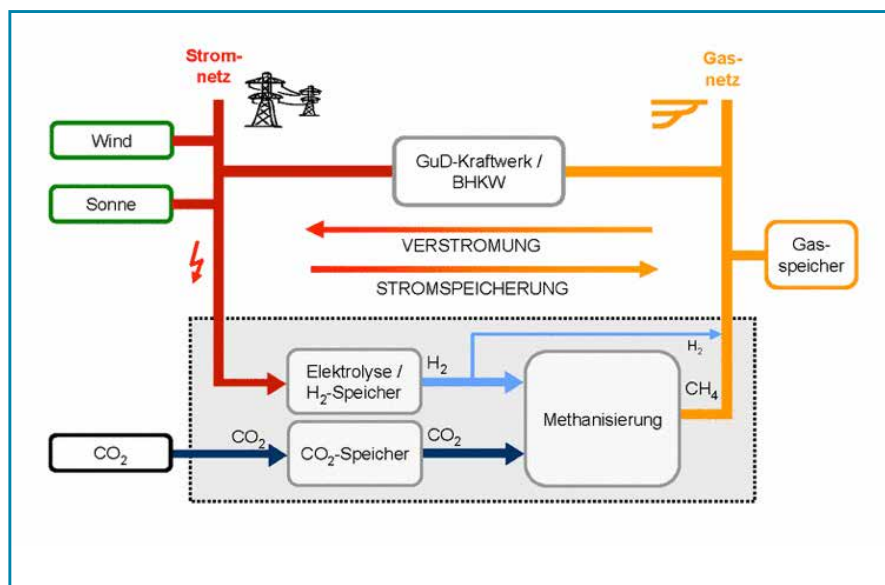 Strom-
netz
Gas-
netz
Wind
GuD-Kraftwerk /
BHKW
Sonne
VERSTROMUNG
STROMSPEICHERUNG
Gas-
speicher
H₂
Elektrolyse /
H₂-Speicher
H₂
CH₄
Methanisierung
CO₂
CO₂
CO₂-Speicher
CO₂